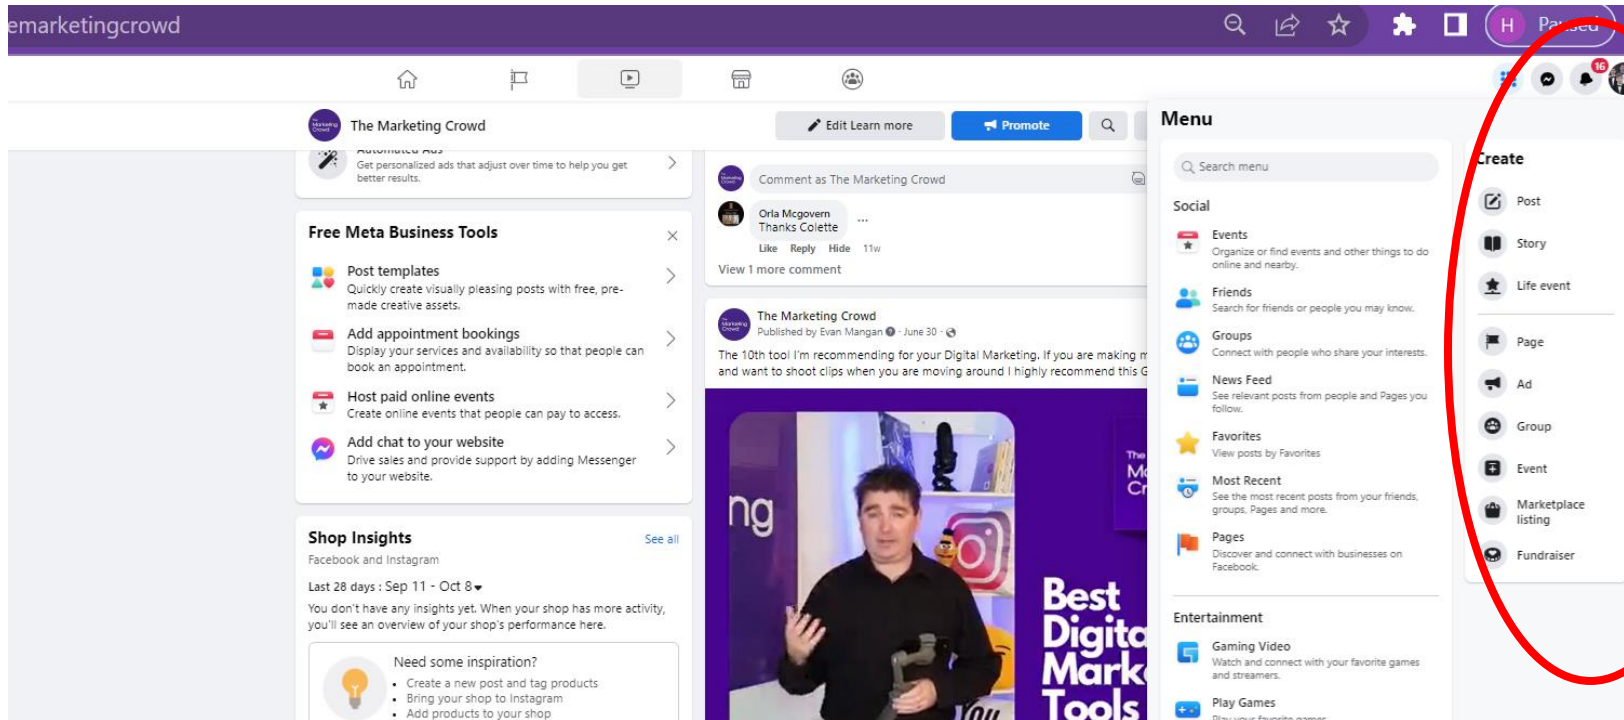 emarketingcrowd
H Paused
16
The Marketing Crowd
Edit Learn more
Promote
Automated Ads
Get personalized ads that adjust over time to help you get
better results.
Free Meta Business Tools
Post templates
Quickly create visually pleasing posts with free, pre-
made creative assets.
Add appointment bookings
Display your services and availability so that people can
book an appointment.
Host paid online events
Create online events that people can pay to access.
Add chat to your website
Drive sales and provide support by adding Messenger
to your website.
Shop Insights
See all
Facebook and Instagram
Last 28 days : Sep 11 - Oct 8
You don't have any insights yet. When your shop has more activity,
you'll see an overview of your shop's performance here.
Need some inspiration?
• Create a new post and tag products
• Bring your shop to Instagram
• Add products to your shop
Comment as The Marketing Crowd
Orla Mcgovern
Thanks Colette
...
Like Reply Hide 11w
View 1 more comment
The Marketing Crowd
Published by Evan Mangan · June 30 ·
The 10th tool I'm recommending for your Digital Marketing. If you are making m
and want to shoot clips when you are moving around I highly recommend this G
ng
The
Ma
Cr
Best
Digita
Mark
Tools
You
Menu
Search menu
Social
Events
Organize or find events and other things to do
online and nearby.
Friends
Search for friends or people you may know.
Groups
Connect with people who share your interests.
News Feed
See relevant posts from people and Pages you
follow.
Favorites
View posts by Favorites
Most Recent
See the most recent posts from your friends,
groups, Pages and more.
Pages
Discover and connect with businesses on
Facebook.
Entertainment
Gaming Video
Watch and connect with your favorite games
and streamers.
Play Games
Play your favorite games.
Create
Post
Story
Life event
Page
Ad
Group
Event
Marketplace
listing
Fundraiser